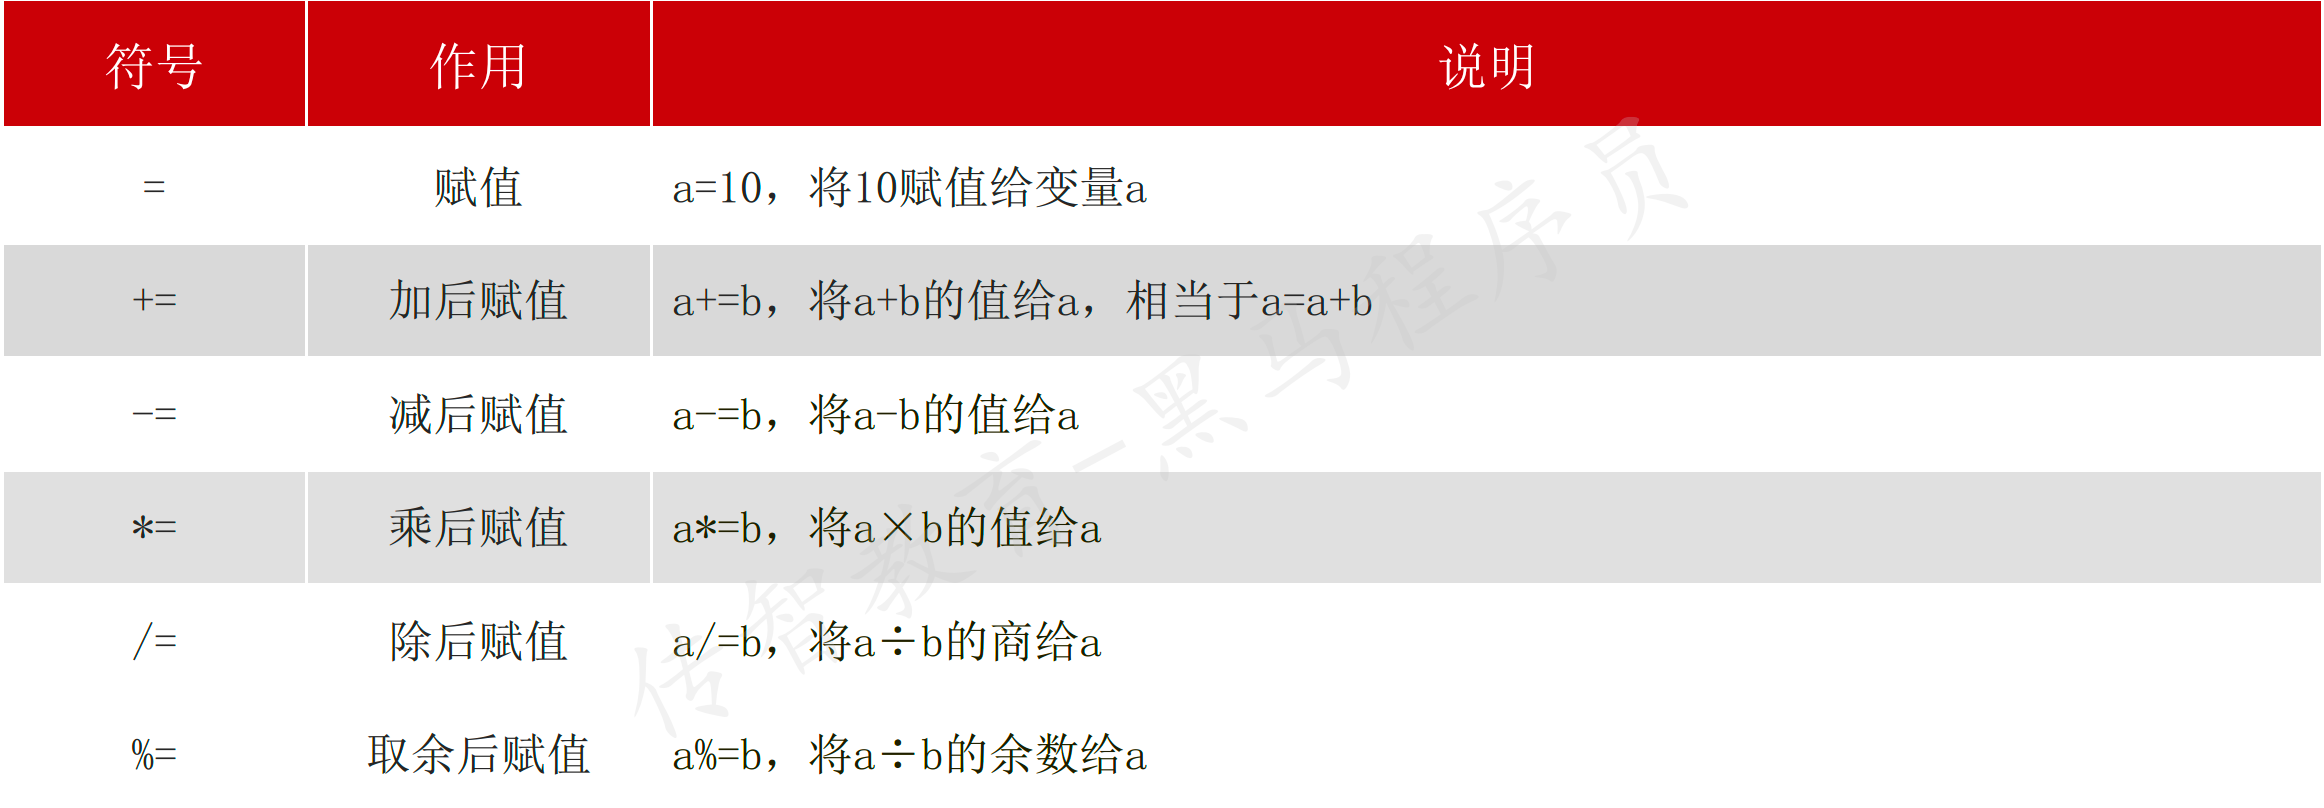 符号 作用 说明
= 赋值 a=10，将10赋值给变量a
+= 加后赋值 a+=b，将a+b的值给a，相当于a=a+b
-= 减后赋值 a-=b，将a-b的值给a
*= 乘后赋值 a*=b，将a×b的值给a
/= 除后赋值 a/=b，将a÷b的商给a
%= 取余后赋值 a%=b，将a÷b的余数给a
传智教育-黑马程序员